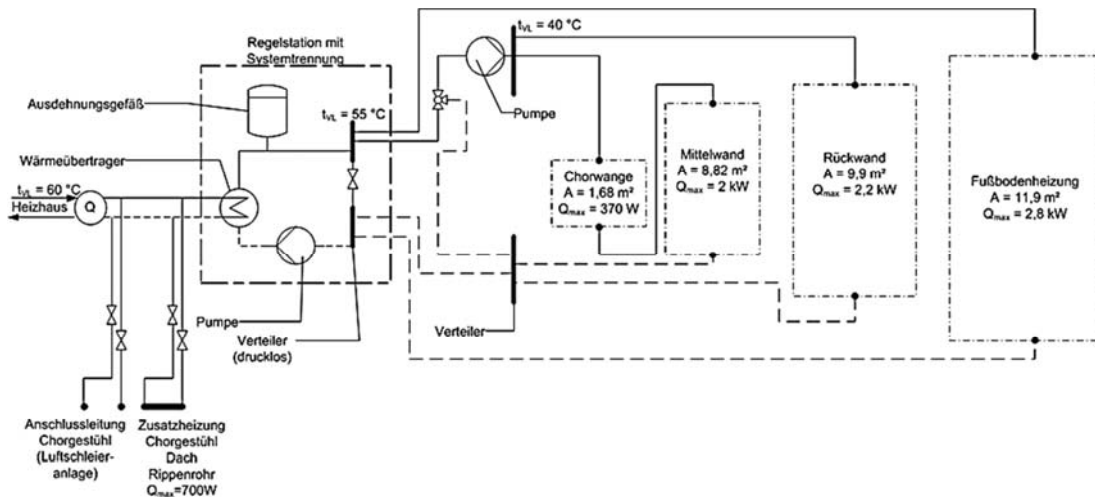 Regelstation mit
Systemtrennung
Ausdehnungsgefäß
Wärmeübertrager
t_VL = 60 °C
Heizhaus
Q
t_VL = 55 °C
t_VL = 40 °C
Pumpe
Chorwange
A = 1,68 m²
Q_max = 370 W
Mittelwand
A = 8,82 m²
Q_max = 2 kW
Rückwand
A = 9,9 m²
Q_max = 2,2 kW
Fußbodenheizung
A = 11,9 m²
Q_max = 2,8 kW
Pumpe
Verteiler
(drucklos)
Verteiler
Anschlussleitung
Chorgestühl
(Luftschleier-
anlage)
Zusatzheizung
Chorgestühl
Dach
Rippenrohr
Q_max=700W